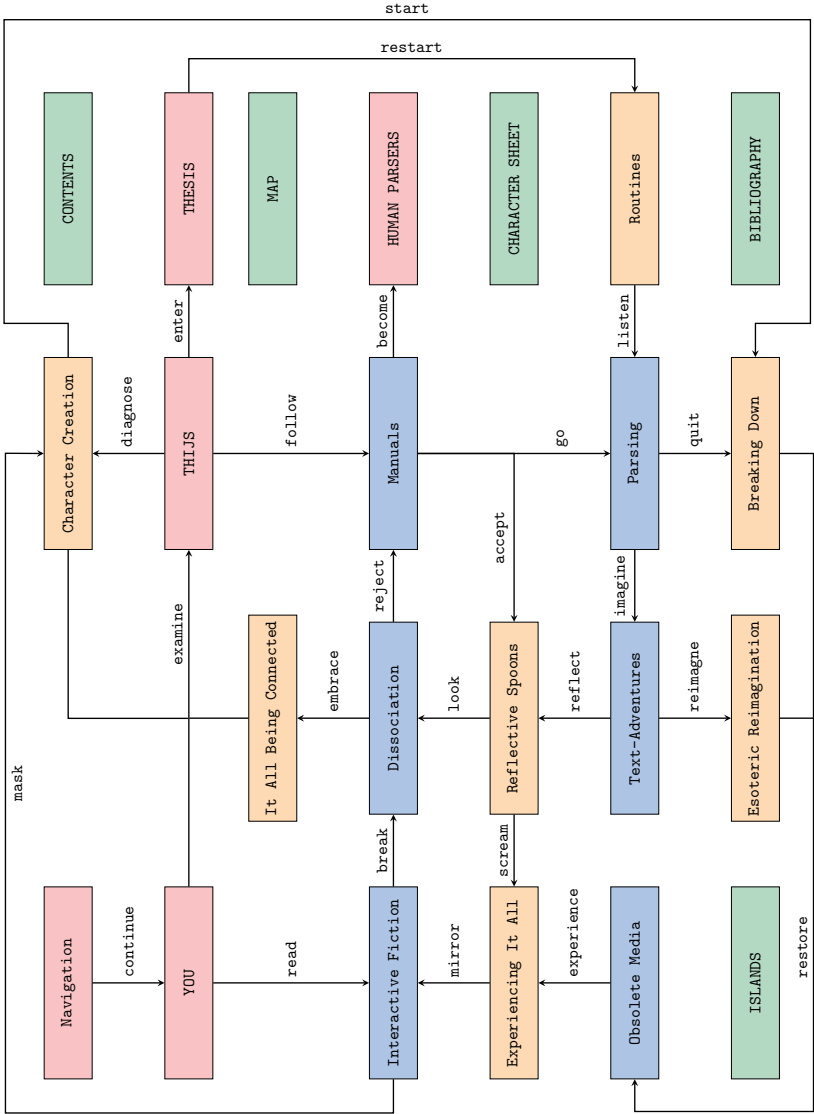 start
restart
CONTENTS
THESIS
MAP
HUMAN PARSERS
CHARACTER SHEET
Routines
BIBLIOGRAPHY
enter
become
listen
Character Creation
diagnose
THIJS
follow
Manuals
go
Parsing
quit
Breaking Down
examine
reject
accept
imagine
It All Being Connected
embrace
Dissociation
look
Reflective Spoons
reflect
Text-Adventures
reimagne
Esoteric Reimagination
mask
break
scream
Navigation
continue
YOU
read
Interactive Fiction
mirror
Experiencing It All
experience
Obsolete Media
ISLANDS
restore